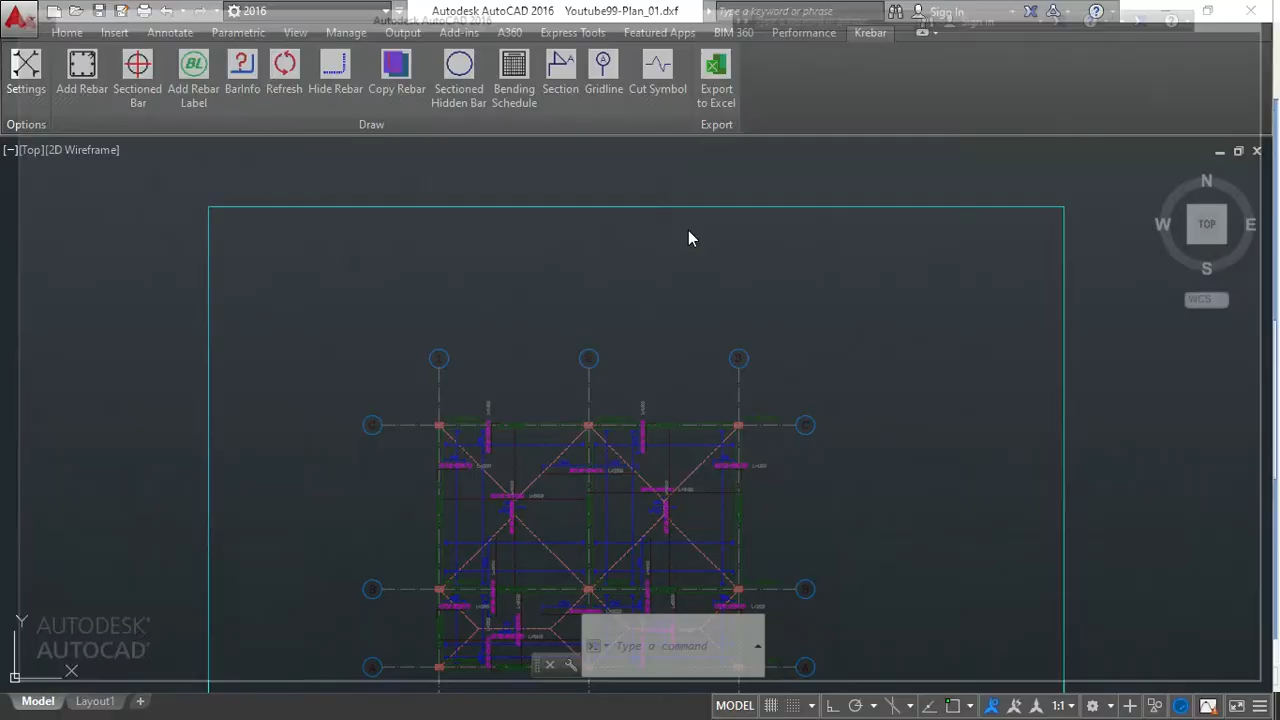 2016
Autodesk AutoCAD 2016 Youtube99-Plan_01.dxf
Type a keyword or phrase
Sign In
Home Insert Annotate Parametric View Manage Output Add-ins A360 Express Tools Featured Apps BIM 360 Performance Krebar
Settings
Add Rebar
Sectioned Bar
Add Rebar Label
BarInfo
Refresh
Hide Rebar
Copy Rebar
Sectioned Hidden Bar
Bending Schedule
Section
Gridline
Cut Symbol
Export to Excel
Options Draw Export
[−][Top][2D Wireframe]
N
W TOP E
S
WCS
Y
AUTODESK
AUTOCAD
X
Type a command
Model Layout1 +
MODEL 1:1